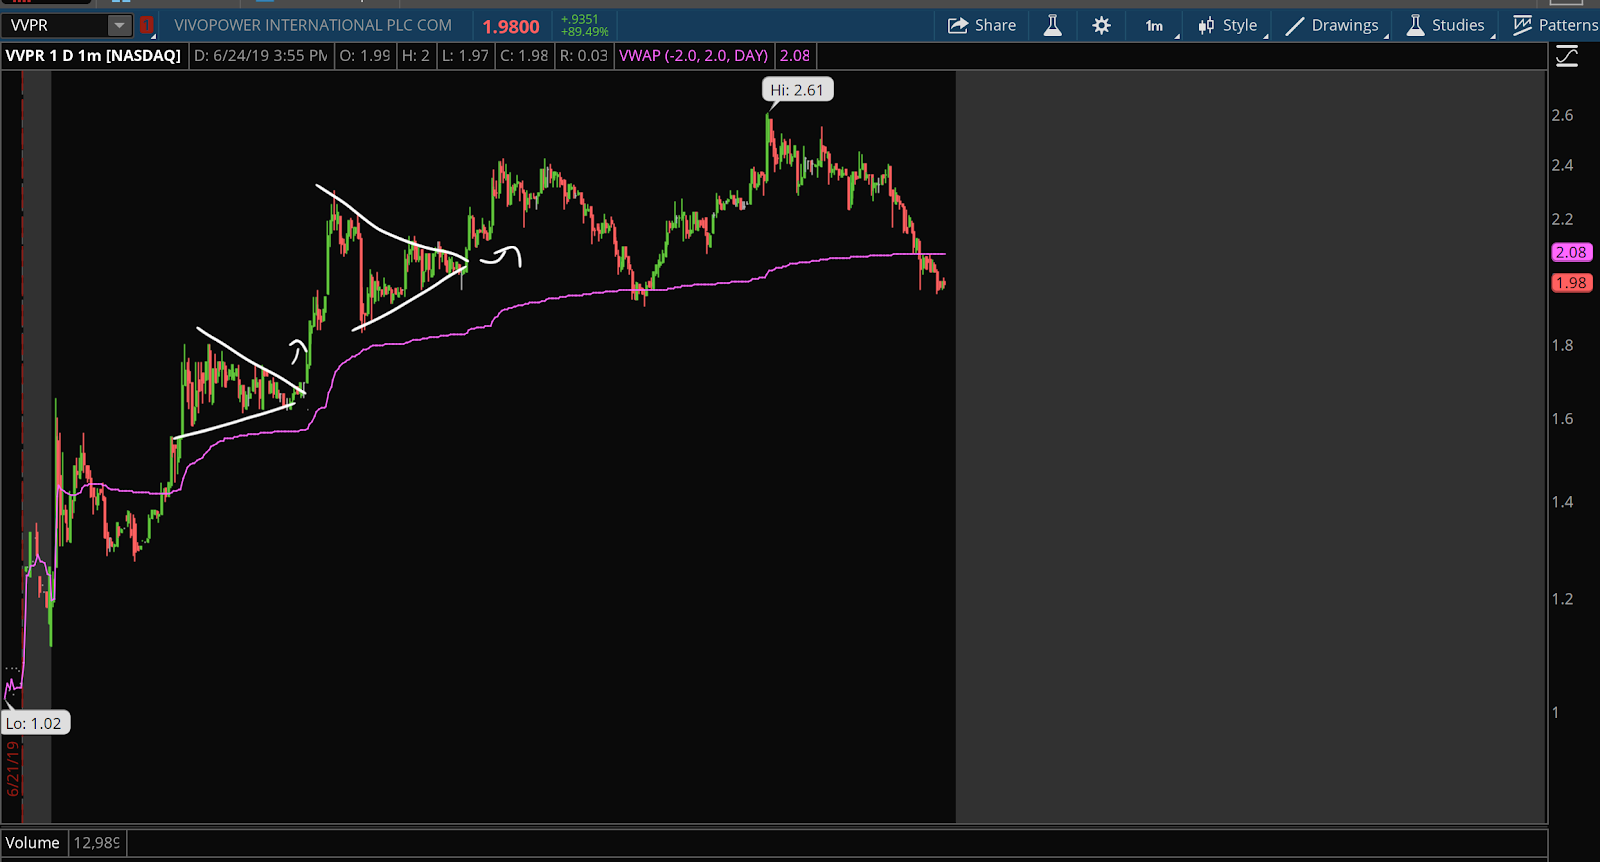 VVPR 1 VIVOPOWER INTERNATIONAL PLC COM 1.9800 +.9351 +89.49% Share 1m Style Drawings Studies Patterns
VVPR 1 D 1m [NASDAQ] D: 6/24/19 3:55 PM O: 1.99 H: 2 L: 1.97 C: 1.98 R: 0.03 VWAP (-2.0, 2.0, DAY) 2.08
Hi: 2.61
2.6
2.4
2.2
2.08
1.98
1.8
1.6
1.4
1.2
1
Lo: 1.02
6/21/19
Volume 12,989